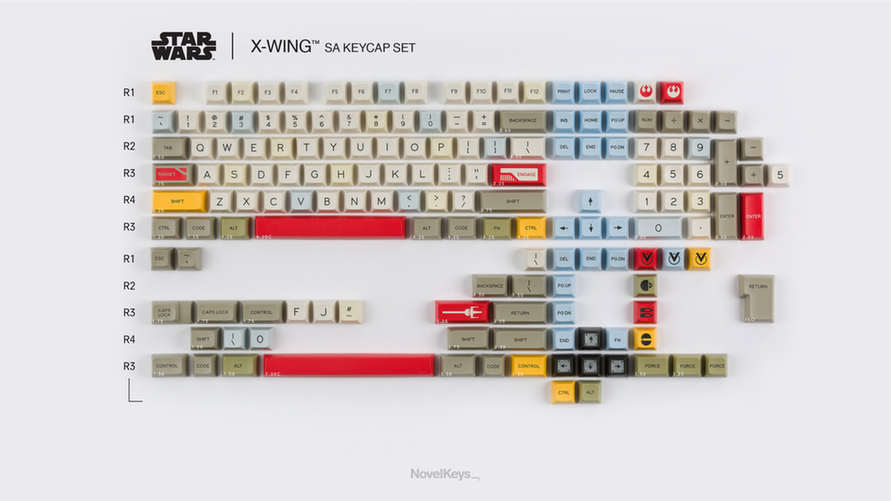 STAR WARS
X-WING™ SA KEYCAP SET
R1 ESC F1 F2 F3 F4 F5 F6 F7 F8 F9 F10 F11 F12 PRINT LOCK PAUSE
R1 ~ ` ! 1 @ 2 # 3 $ 4 % 5 ^ 6 & 7 * 8 ( 9 ) 0 — - + = BACKSPACE INS HOME PG UP NUM ÷ × −
R2 TAB Q W E R T Y U I O P { [ } ] | \ DEL END PG DN 7 8 9 + −
R3 TARGET A S D F G H J K L : ; " ' ENGAGE 4 5 6 + 5
R4 SHIFT Z X C V B N M < , > . ? / SHIFT ↑ 1 2 3 ENTER ENTER
R3 CTRL CODE ALT ALT CODE FN CTRL ← ↓ → 0 .
R1 ESC ~ ` | \ DEL END PG DN
R2 BACKSPACE | \ PG UP RETURN
R3 CAPS LOCK CAPS LOCK CONTROL F J # ~ RETURN PG DN
R4 SHIFT | \ O SHIFT SHIFT END ↑ FN
R3 CONTROL CODE ALT ALT CODE CONTROL ← ↓ → FORCE FORCE FORCE
CTRL ALT
NovelKeys_